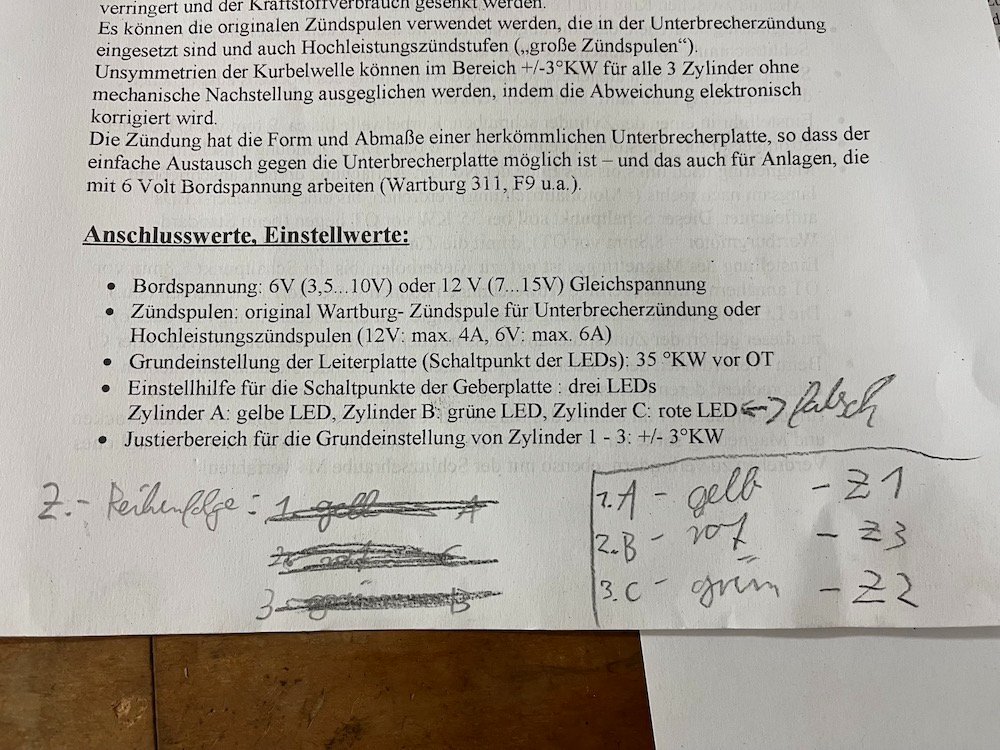 verringert und der Kraftstoffverbrauch gesenkt werden.
Es können die originalen Zündspulen verwendet werden, die in der Unterbrecherzündung
eingesetzt sind und auch Hochleistungszündstufen („große Zündspulen“).
Unsymmetrien der Kurbelwelle können im Bereich +/-3°KW für alle 3 Zylinder ohne
mechanische Nachstellung ausgeglichen werden, indem die Abweichung elektronisch
korrigiert wird.
Die Zündung hat die Form und Abmaße einer herkömmlichen Unterbrecherplatte, so dass der
einfache Austausch gegen die Unterbrecherplatte möglich ist – und das auch für Anlagen, die
mit 6 Volt Bordspannung arbeiten (Wartburg 311, F9 u.a.).
Anschlusswerte, Einstellwerte:
• Bordspannung: 6V (3,5...10V) oder 12 V (7...15V) Gleichspannung
• Zündspulen: original Wartburg- Zündspule für Unterbrecherzündung oder
Hochleistungszündspulen (12V: max. 4A, 6V: max. 6A)
• Grundeinstellung der Leiterplatte (Schaltpunkt der LEDs): 35 °KW vor OT
• Einstellhilfe für die Schaltpunkte der Geberplatte : drei LEDs
Zylinder A: gelbe LED, Zylinder B: grüne LED, Zylinder C: rote LED <-> falsch
• Justierbereich für die Grundeinstellung von Zylinder 1 - 3: +/- 3°KW
Z.- Reihenfolge: 1. gelb A
3 B
1. A - gelb - Z1
2. B - rot - Z3
3. C - grün - Z2